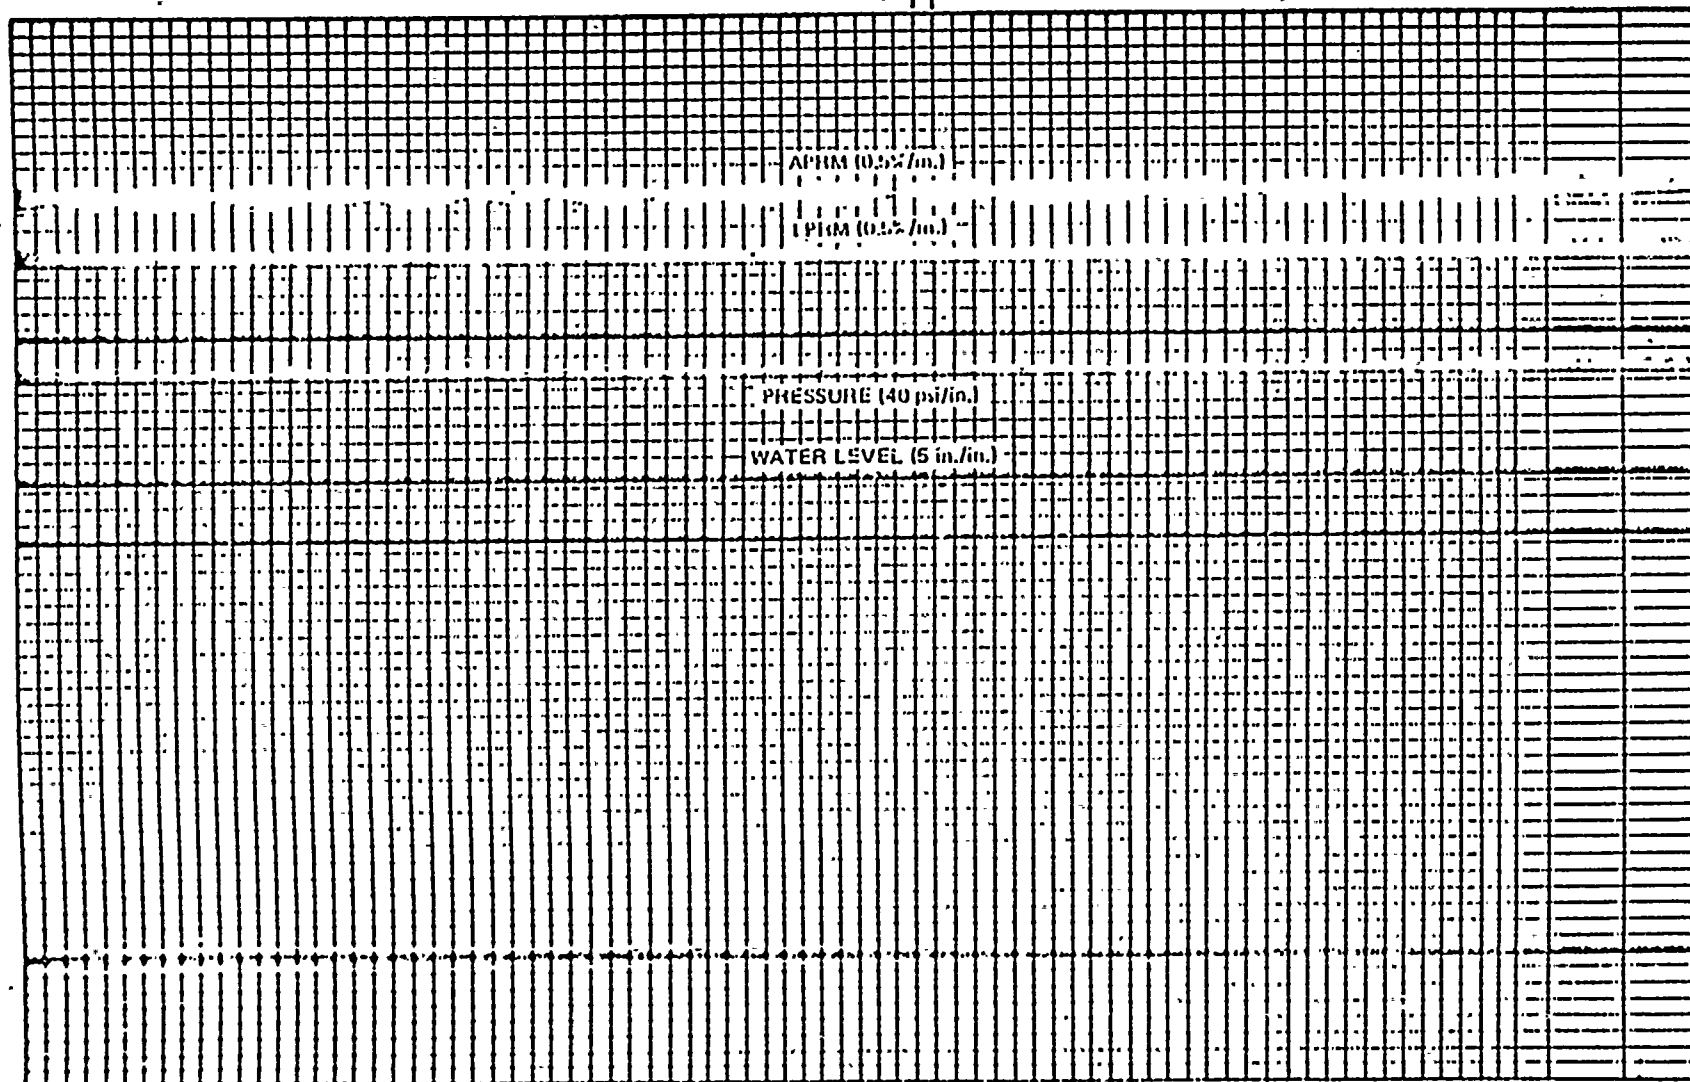 APRM (0.5%/in.)
LPRM (0.5%/in.)
PRESSURE (40 psi/in.)
WATER LEVEL (5 in./in.)